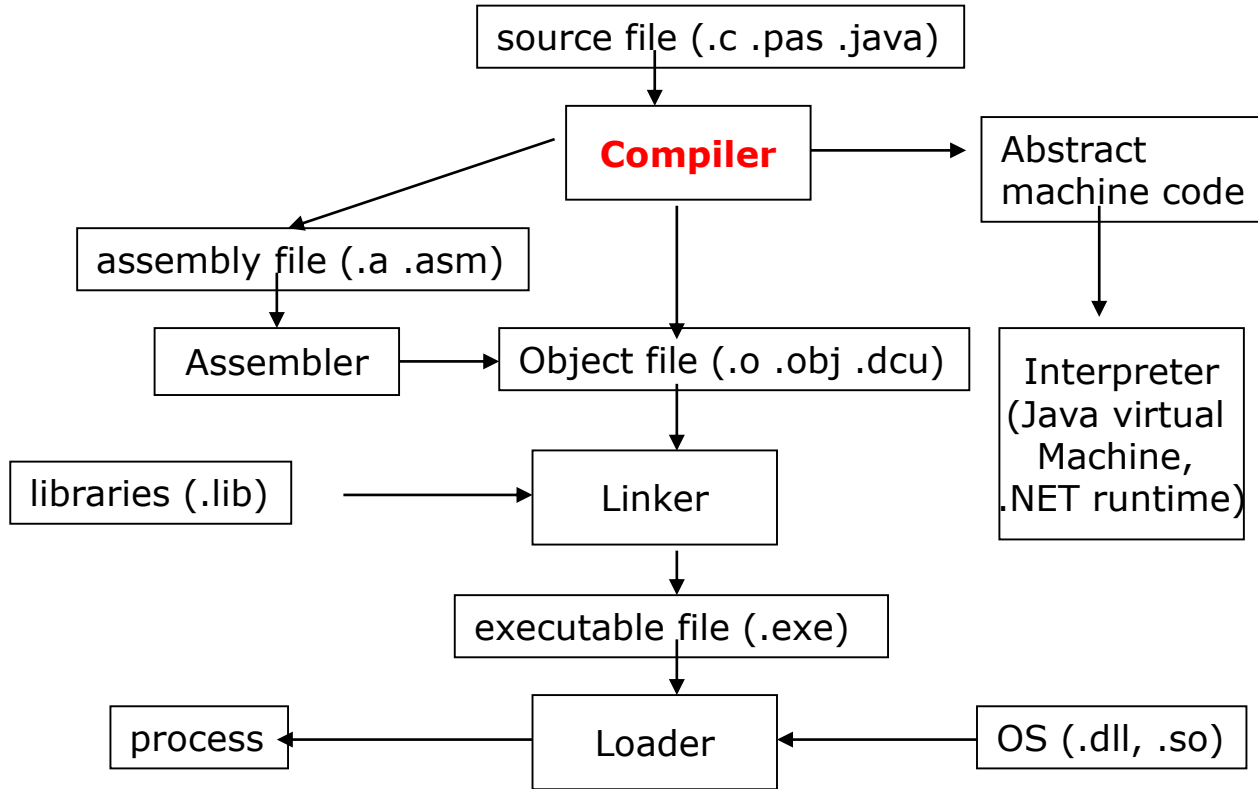 source file (.c .pas .java)
Compiler
Abstract
machine code
assembly file (.a .asm)
Assembler
Object file (.o .obj .dcu)
Interpreter
(Java virtual
Machine,
.NET runtime)
libraries (.lib)
Linker
executable file (.exe)
process
Loader
OS (.dll, .so)